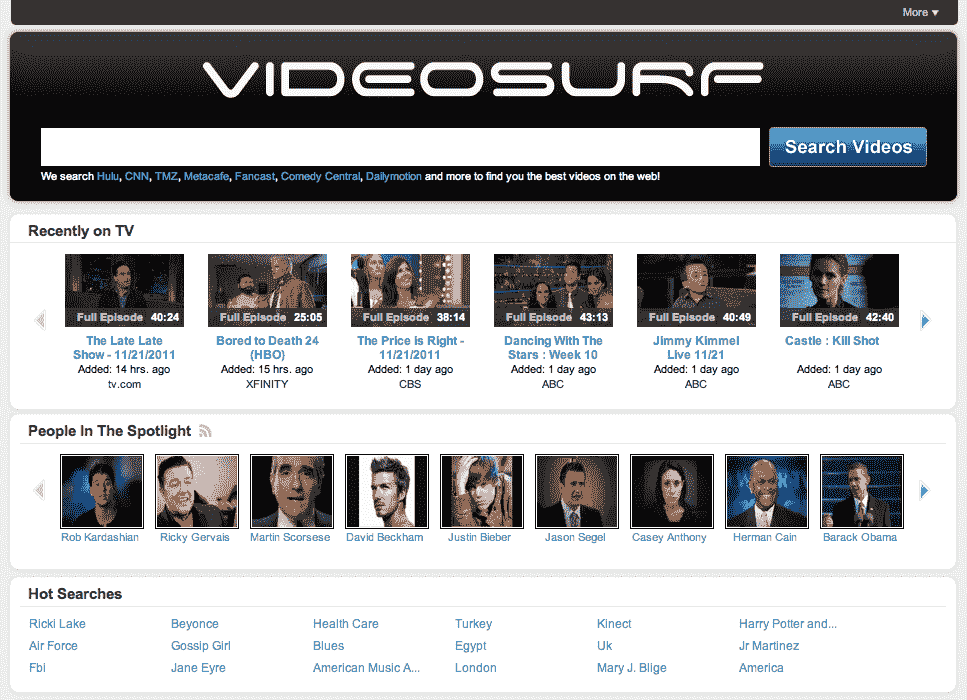 More ▼
VIDEOSURF
Search Videos
We search Hulu, CNN, TMZ, Metacafe, Fancast, Comedy Central, Dailymotion and more to find you the best videos on the web!
Recently on TV
Full Episode 40:24
Full Episode 25:05
Full Episode 38:14
Full Episode 43:13
Full Episode 40:49
Full Episode 42:40
The Late Late
Show - 11/21/2011
Added: 14 hrs. ago
tv.com
Bored to Death 24
(HBO)
Added: 15 hrs. ago
XFINITY
The Price is Right -
11/21/2011
Added: 1 day ago
CBS
Dancing With The
Stars : Week 10
Added: 1 day ago
ABC
Jimmy Kimmel
Live 11/21
Added: 1 day ago
ABC
Castle : Kill Shot
Added: 1 day ago
ABC
People In The Spotlight
Rob Kardashian
Ricky Gervais
Martin Scorsese
David Beckham
Justin Bieber
Jason Segel
Casey Anthony
Herman Cain
Barack Obama
Hot Searches
Ricki Lake Beyonce Health Care Turkey Kinect Harry Potter and...
Air Force Gossip Girl Blues Egypt Uk Jr Martinez
Fbi Jane Eyre American Music A... London Mary J. Blige America